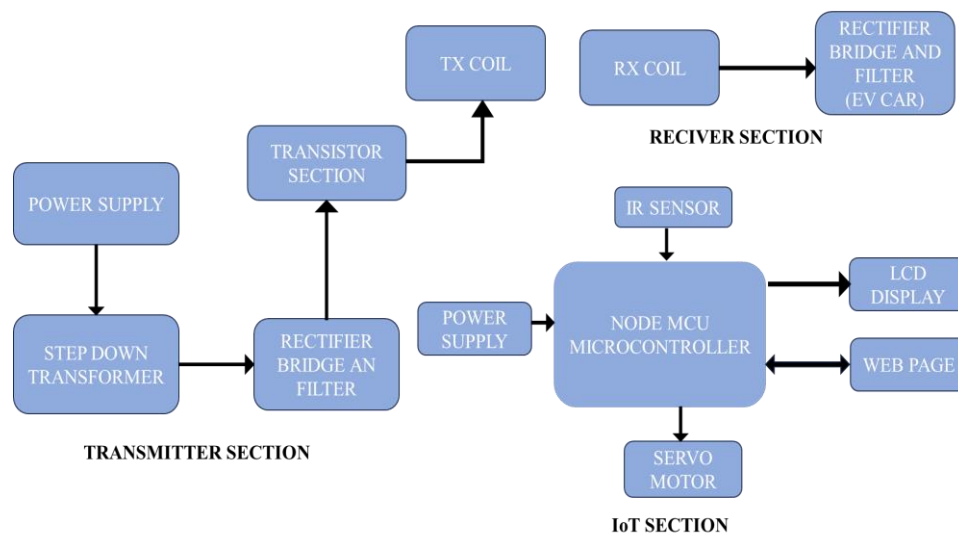 TX COIL
RX COIL
RECTIFIER
BRIDGE AND
FILTER
(EV CAR)
RECIVER SECTION
TRANSISTOR
SECTION
POWER SUPPLY
STEP DOWN
TRANSFORMER
RECTIFIER
BRIDGE AN
FILTER
TRANSMITTER SECTION
IR SENSOR
POWER
SUPPLY
NODE MCU
MICROCONTROLLER
LCD
DISPLAY
WEB PAGE
SERVO
MOTOR
IoT SECTION